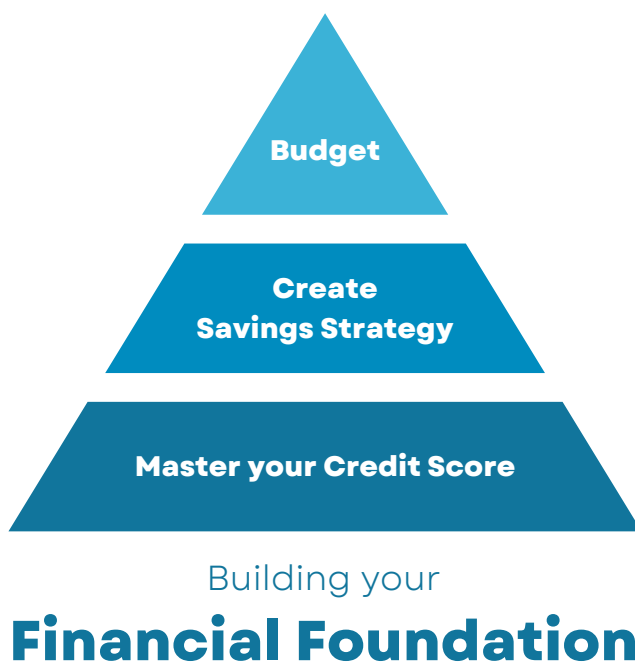 Budget
Create
Savings Strategy
Master your Credit Score
Building your
Financial Foundation